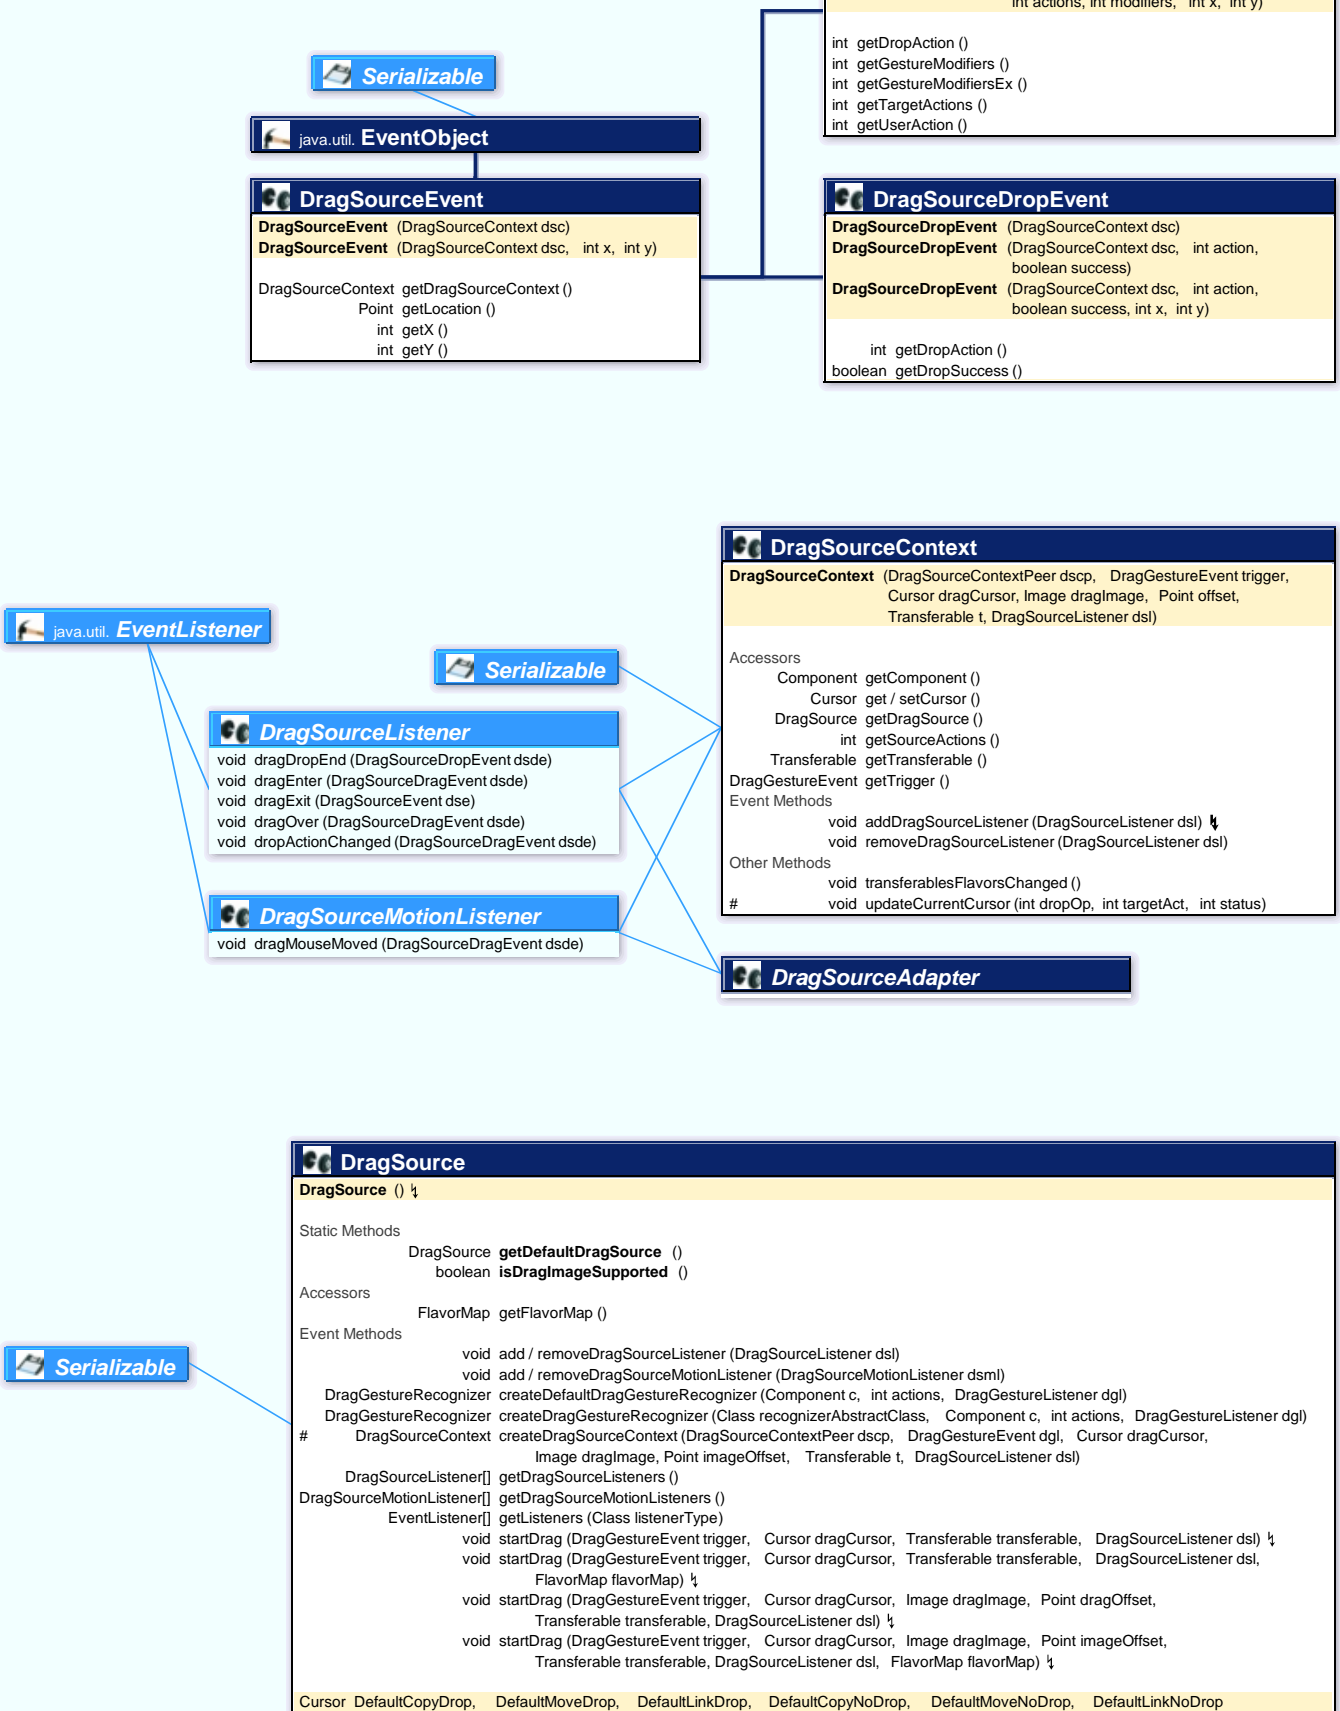 int actions, int modifiers, int x, int y)
int getDropAction ()
int getGestureModifiers ()
int getGestureModifiersEx ()
int getTargetActions ()
int getUserAction ()
Serializable
java.util. EventObject
DragSourceEvent
DragSourceEvent (DragSourceContext dsc)
DragSourceEvent (DragSourceContext dsc, int x, int y)
DragSourceContext getDragSourceContext ()
Point getLocation ()
int getX ()
int getY ()
DragSourceDropEvent
DragSourceDropEvent (DragSourceContext dsc)
DragSourceDropEvent (DragSourceContext dsc, int action,
boolean success)
DragSourceDropEvent (DragSourceContext dsc, int action,
boolean success, int x, int y)
int getDropAction ()
boolean getDropSuccess ()
DragSourceContext
DragSourceContext (DragSourceContextPeer dscp, DragGestureEvent trigger,
Cursor dragCursor, Image dragImage, Point offset,
Transferable t, DragSourceListener dsl)
Accessors
Component getComponent ()
Cursor get / setCursor ()
DragSource getDragSource ()
int getSourceActions ()
Transferable getTransferable ()
DragGestureEvent getTrigger ()
Event Methods
void addDragSourceListener (DragSourceListener dsl) ↯
void removeDragSourceListener (DragSourceListener dsl)
Other Methods
void transferablesFlavorsChanged ()
# void updateCurrentCursor (int dropOp, int targetAct, int status)
java.util. EventListener
Serializable
DragSourceListener
void dragDropEnd (DragSourceDropEvent dsde)
void dragEnter (DragSourceDragEvent dsde)
void dragExit (DragSourceEvent dse)
void dragOver (DragSourceDragEvent dsde)
void dropActionChanged (DragSourceDragEvent dsde)
DragSourceMotionListener
void dragMouseMoved (DragSourceDragEvent dsde)
DragSourceAdapter
DragSource
DragSource () ↯
Static Methods
DragSource getDefaultDragSource ()
boolean isDragImageSupported ()
Accessors
FlavorMap getFlavorMap ()
Event Methods
void add / removeDragSourceListener (DragSourceListener dsl)
void add / removeDragSourceMotionListener (DragSourceMotionListener dsml)
DragGestureRecognizer createDefaultDragGestureRecognizer (Component c, int actions, DragGestureListener dgl)
DragGestureRecognizer createDragGestureRecognizer (Class recognizerAbstractClass, Component c, int actions, DragGestureListener dgl)
# DragSourceContext createDragSourceContext (DragSourceContextPeer dscp, DragGestureEvent dgl, Cursor dragCursor,
Image dragImage, Point imageOffset, Transferable t, DragSourceListener dsl)
DragSourceListener[] getDragSourceListeners ()
DragSourceMotionListener[] getDragSourceMotionListeners ()
EventListener[] getListeners (Class listenerType)
void startDrag (DragGestureEvent trigger, Cursor dragCursor, Transferable transferable, DragSourceListener dsl) ↯
void startDrag (DragGestureEvent trigger, Cursor dragCursor, Transferable transferable, DragSourceListener dsl,
FlavorMap flavorMap) ↯
void startDrag (DragGestureEvent trigger, Cursor dragCursor, Image dragImage, Point dragOffset,
Transferable transferable, DragSourceListener dsl) ↯
void startDrag (DragGestureEvent trigger, Cursor dragCursor, Image dragImage, Point imageOffset,
Transferable transferable, DragSourceListener dsl, FlavorMap flavorMap) ↯
Cursor DefaultCopyDrop, DefaultMoveDrop, DefaultLinkDrop, DefaultCopyNoDrop, DefaultMoveNoDrop, DefaultLinkNoDrop
Serializable